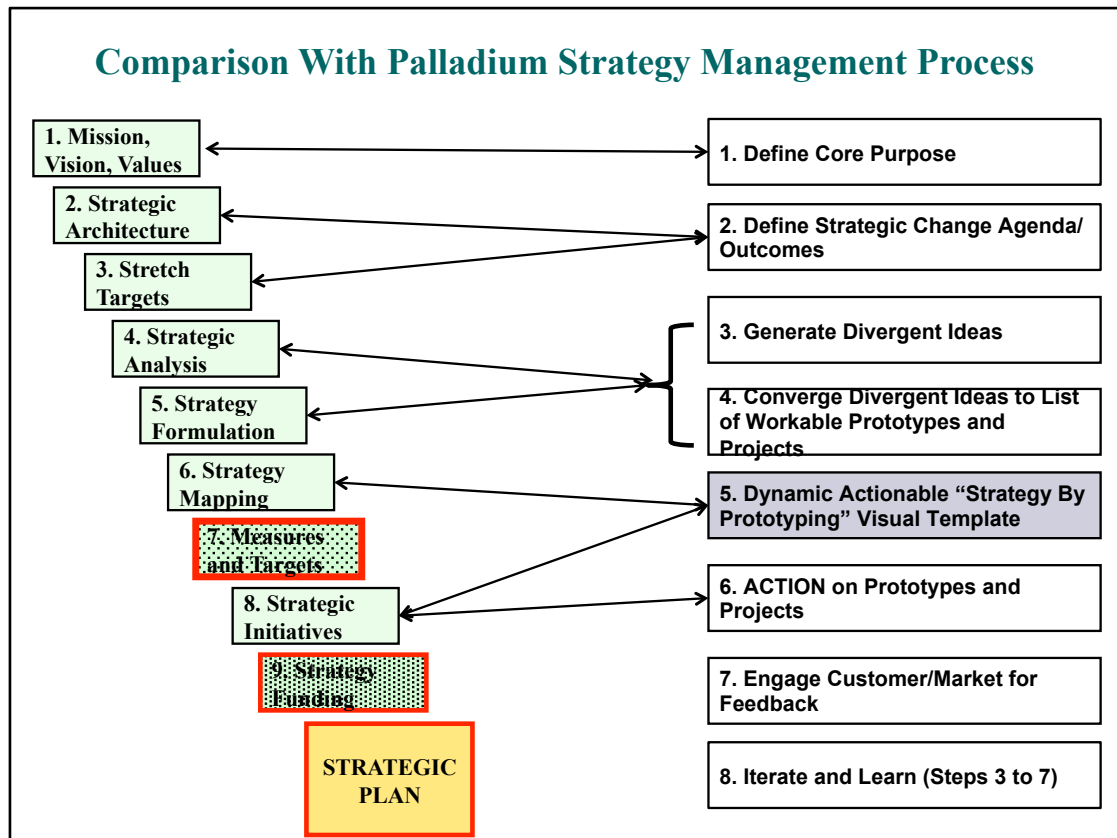 Comparison With Palladium Strategy Management Process
1. Mission,
Vision, Values
2. Strategic
Architecture
3. Stretch
Targets
4. Strategic
Analysis
5. Strategy
Formulation
6. Strategy
Mapping
7. Measures
and Targets
8. Strategic
Initiatives
9. Strategy
Funding
STRATEGIC
PLAN
1. Define Core Purpose
2. Define Strategic Change Agenda/
Outcomes
3. Generate Divergent Ideas
4. Converge Divergent Ideas to List
of Workable Prototypes and
Projects
5. Dynamic Actionable “Strategy By
Prototyping” Visual Template
6. ACTION on Prototypes and
Projects
7. Engage Customer/Market for
Feedback
8. Iterate and Learn (Steps 3 to 7)